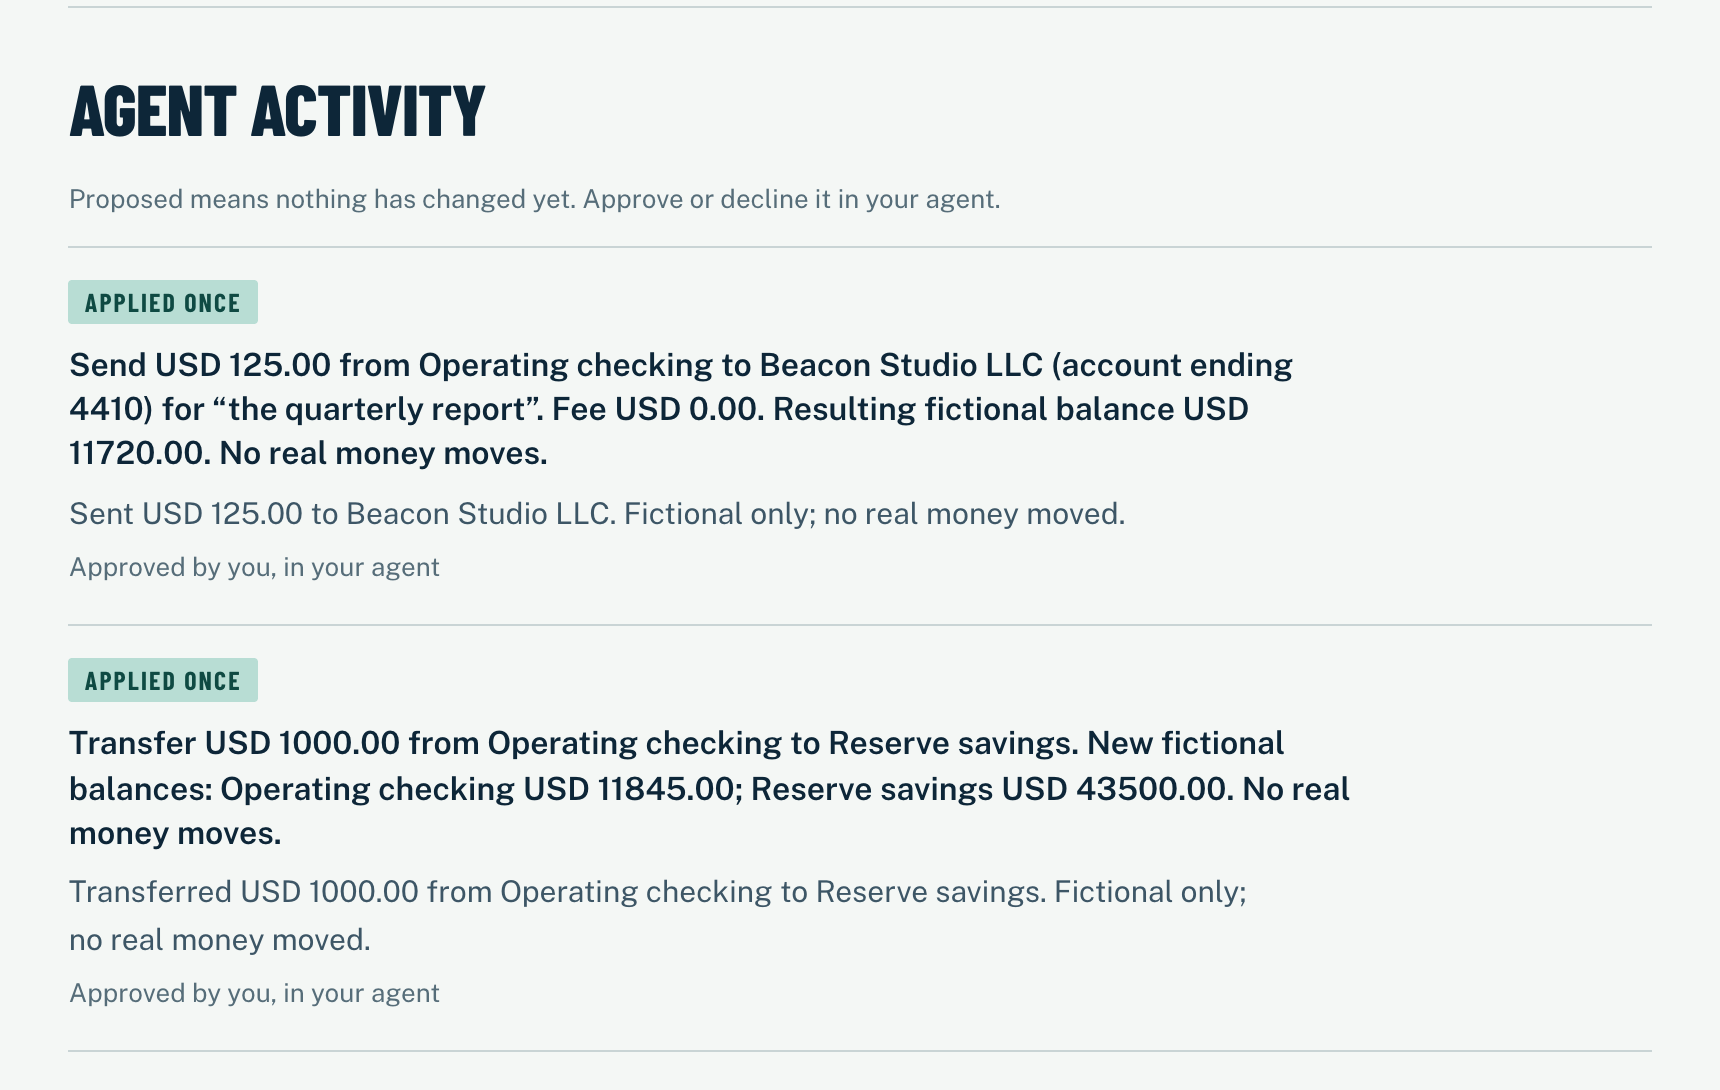 AGENT ACTIVITY
Proposed means nothing has changed yet. Approve or decline it in your agent.
APPLIED ONCE
Send USD 125.00 from Operating checking to Beacon Studio LLC (account ending
4410) for “the quarterly report”. Fee USD 0.00. Resulting fictional balance USD
11720.00. No real money moves.
Sent USD 125.00 to Beacon Studio LLC. Fictional only; no real money moved.
Approved by you, in your agent
APPLIED ONCE
Transfer USD 1000.00 from Operating checking to Reserve savings. New fictional
balances: Operating checking USD 11845.00; Reserve savings USD 43500.00. No real
money moves.
Transferred USD 1000.00 from Operating checking to Reserve savings. Fictional only;
no real money moved.
Approved by you, in your agent